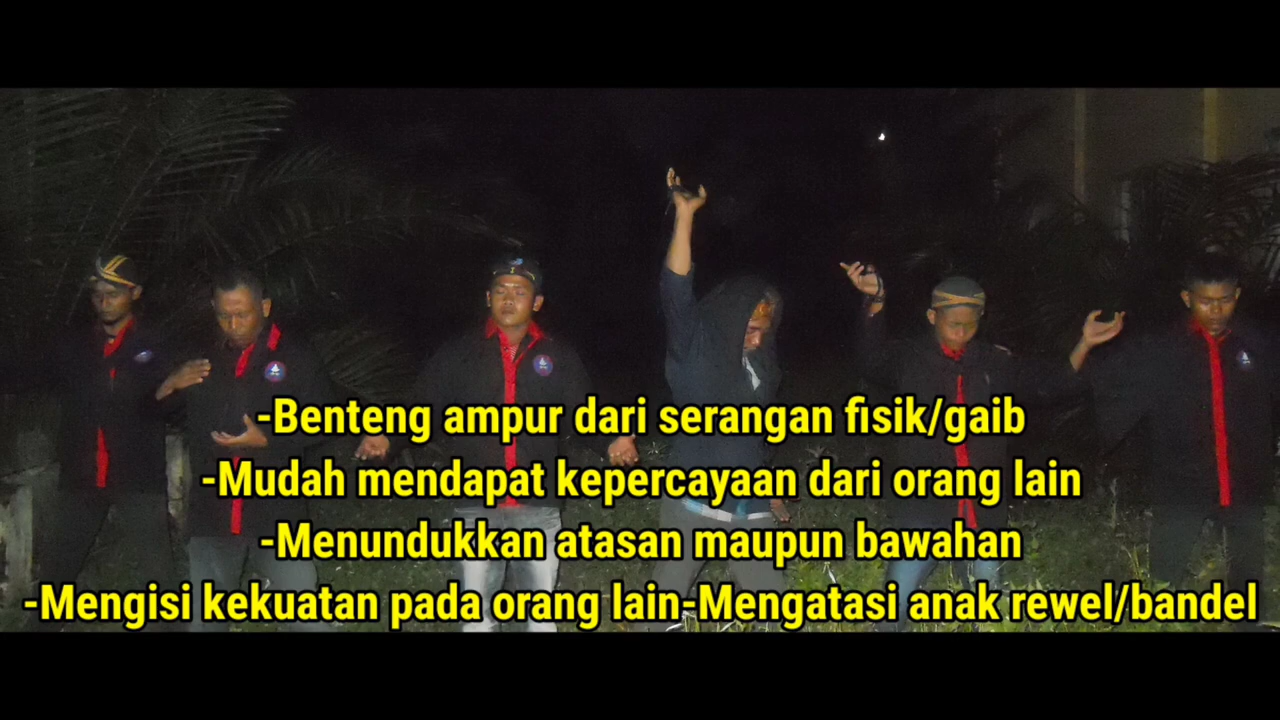 -Benteng ampur dari serangan fisik/gaib
-Mudah mendapat kepercayaan dari orang lain
-Menundukkan atasan maupun bawahan
-Mengisi kekuatan pada orang lain-Mengatasi anak rewel/bandel